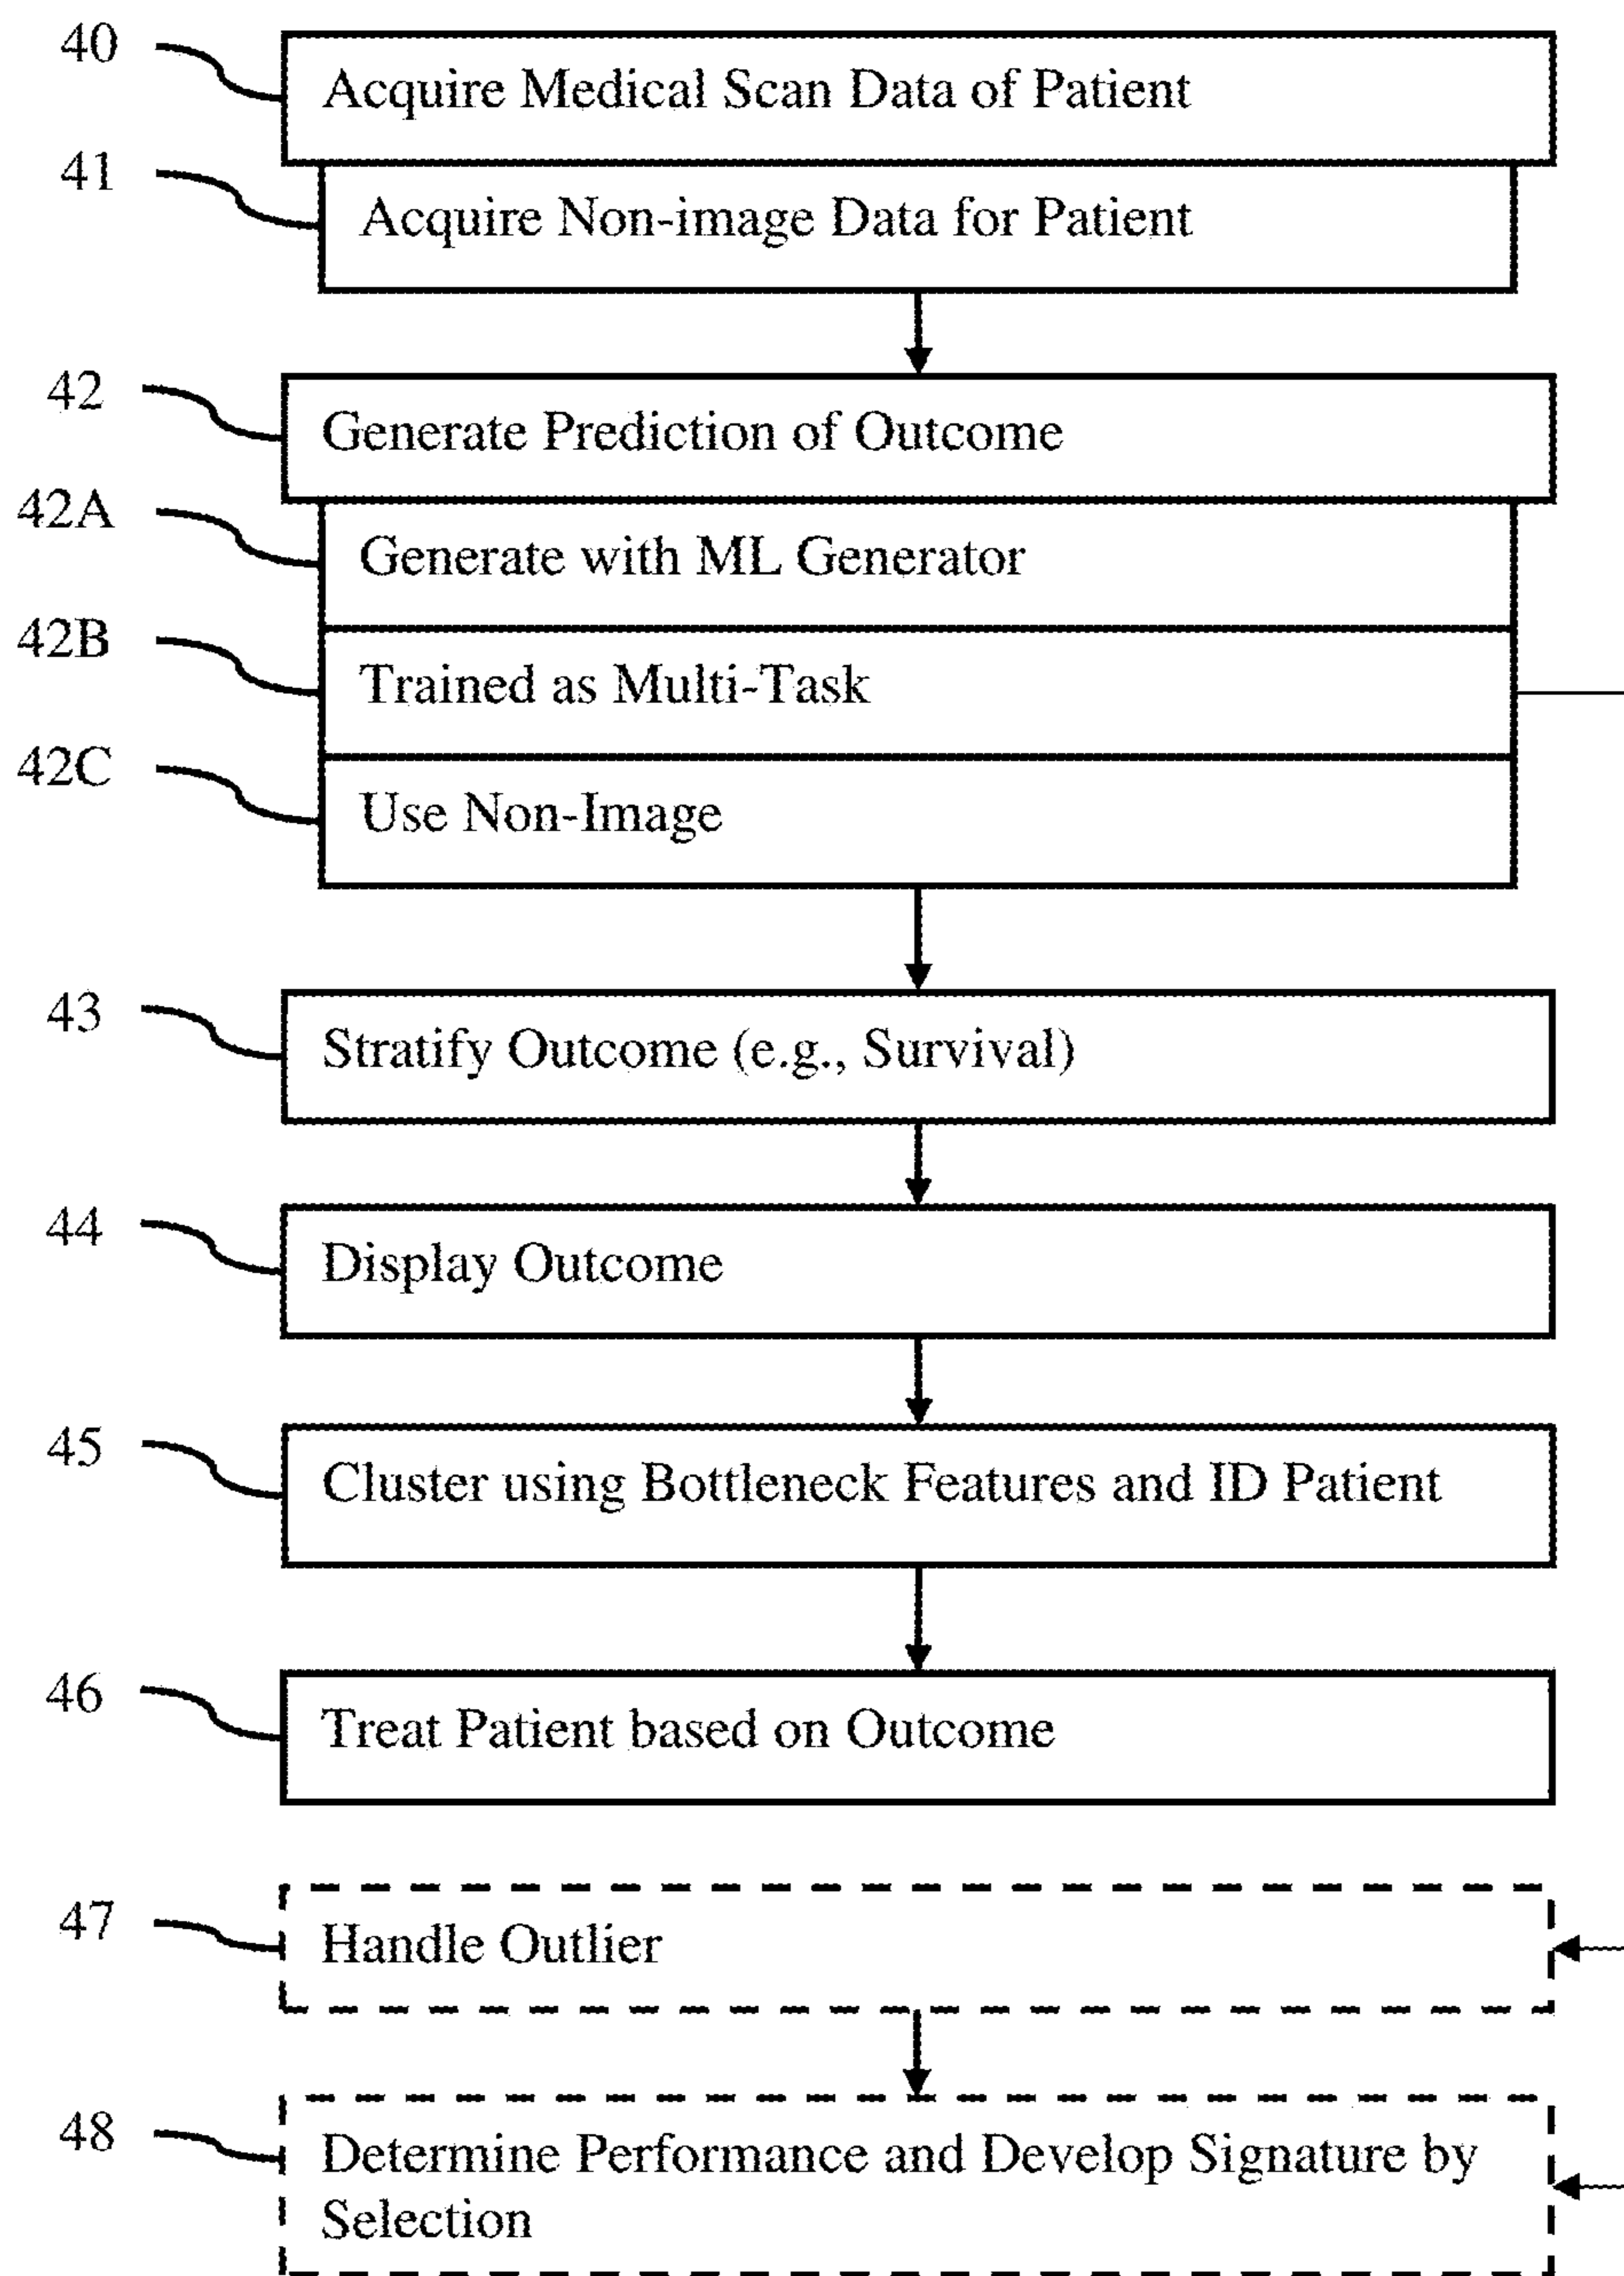 40
Acquire Medical Scan Data of Patient
41
Acquire Non-image Data for Patient
42
Generate Prediction of Outcome
42A
Generate with ML Generator
42B
Trained as Multi-Task
42C
Use Non-Image
43
Stratify Outcome (e.g., Survival)
44
Display Outcome
45
Cluster using Bottleneck Features and ID Patient
46
Treat Patient based on Outcome
47
Handle Outlier
48
Determine Performance and Develop Signature by
Selection